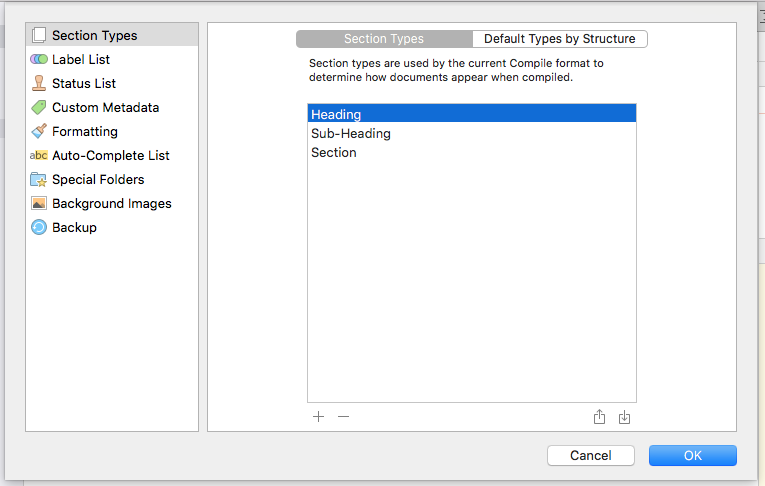 Section Types
Label List
Status List
Custom Metadata
Formatting
abc Auto-Complete List
Special Folders
Background Images
Backup
Section Types Default Types by Structure
Section types are used by the current Compile format to
determine how documents appear when compiled.
Heading
Sub-Heading
Section
Cancel OK